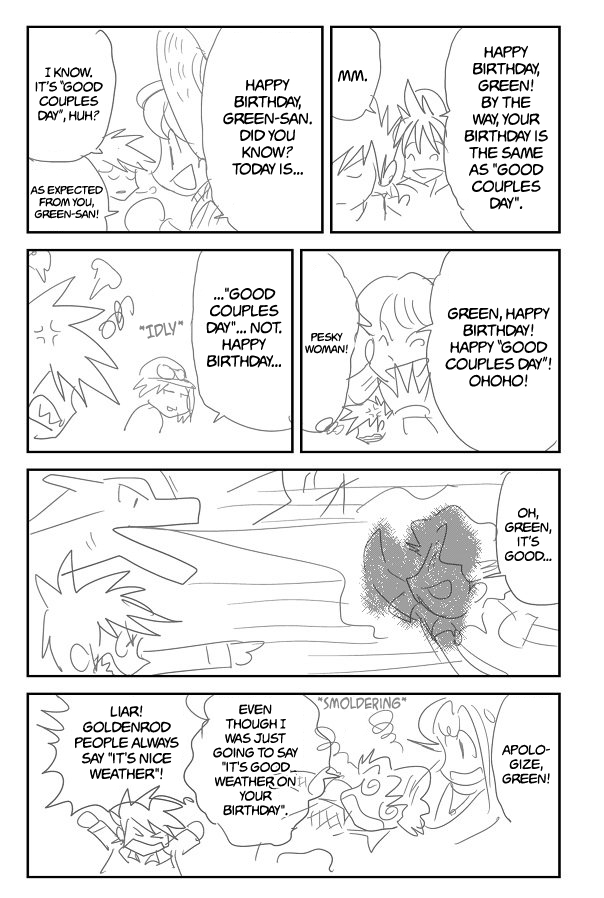 HAPPY
BIRTHDAY,
GREEN!
BY THE
WAY, YOUR
BIRTHDAY IS
THE SAME
AS "GOOD
COUPLES
DAY".
MM.
HAPPY
BIRTHDAY,
GREEN-SAN.
DID YOU
KNOW?
TODAY IS...
I KNOW.
IT'S "GOOD
COUPLES
DAY", HUH?
AS EXPECTED
FROM YOU,
GREEN-SAN!
GREEN, HAPPY
BIRTHDAY!
HAPPY "GOOD
COUPLES DAY"!
OHOHO!
PESKY
WOMAN!
..."GOOD
COUPLES
DAY"... NOT.
HAPPY
BIRTHDAY...
"IDLY"
OH,
GREEN,
IT'S
GOOD...
APOLO-
GIZE,
GREEN!
"SMOLDERING"
EVEN
THOUGH I
WAS JUST
GOING TO SAY
"IT'S GOOD
WEATHER ON
YOUR
BIRTHDAY".
LIAR!
GOLDENROD
PEOPLE ALWAYS
SAY "IT'S NICE
WEATHER"!